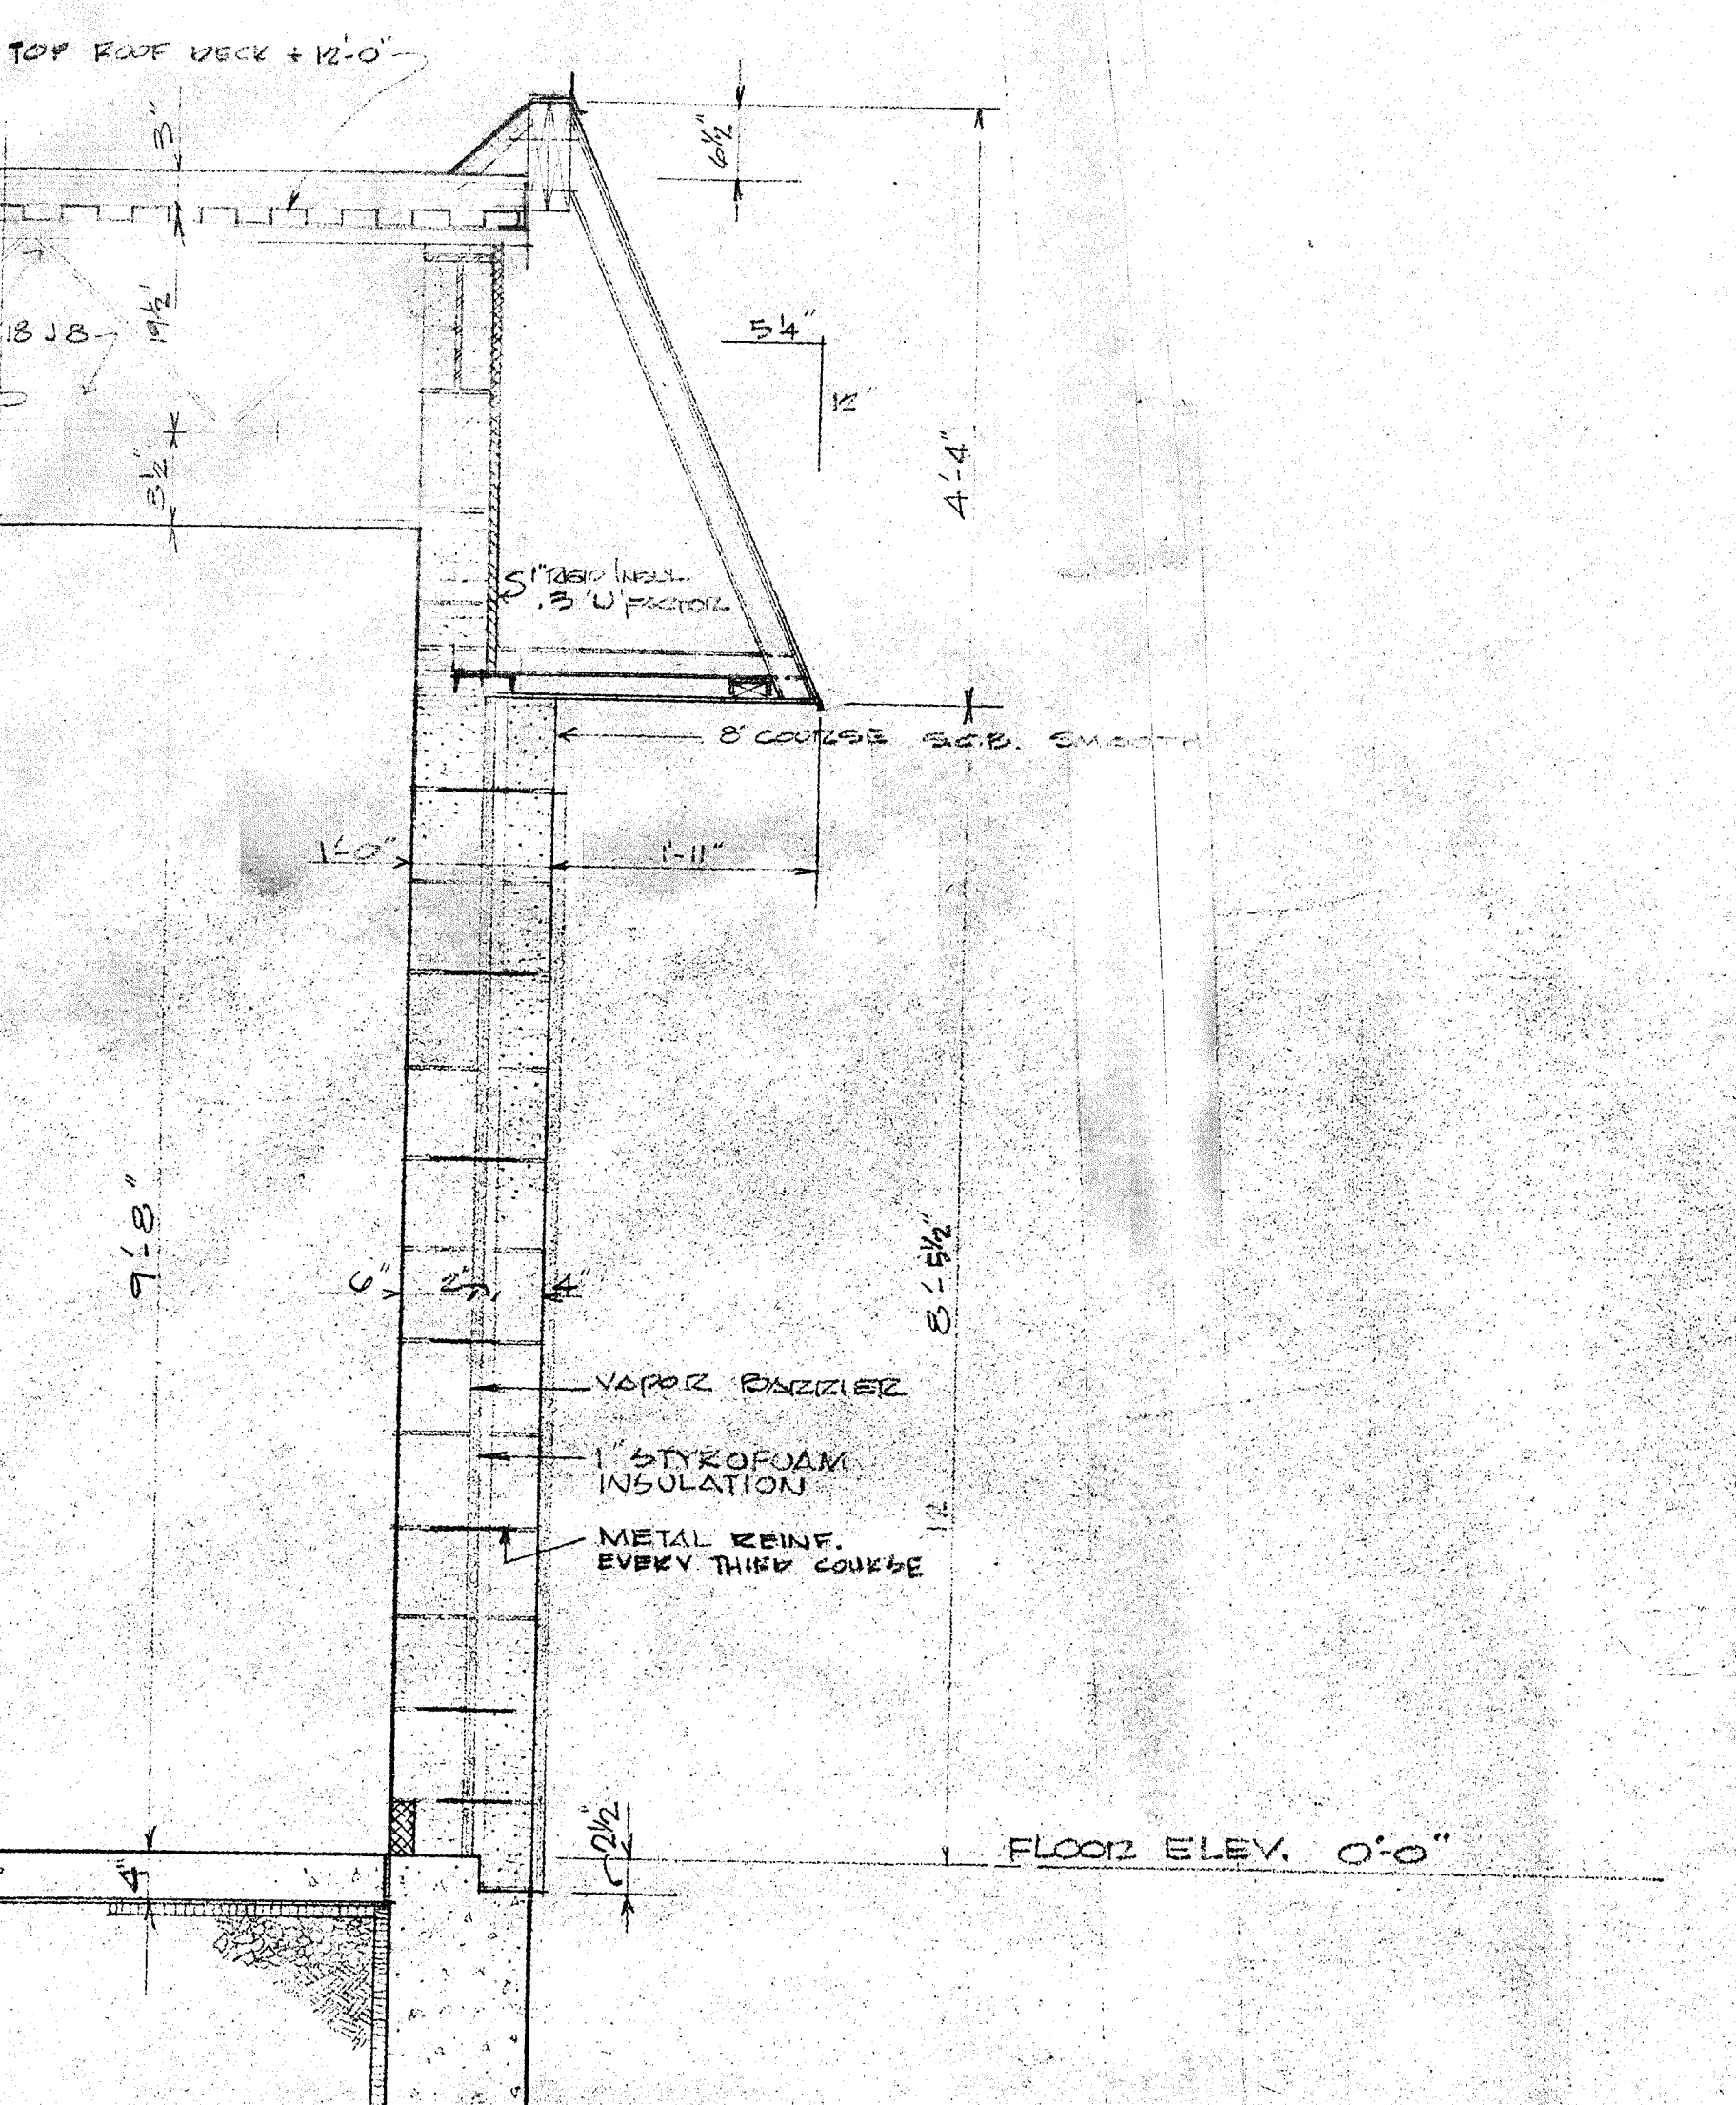 TOP ROOF DECK + 12'-0"
3"
6½"
19½"
18 J 8
5¼"
12"
4'-4"
3½"
1" RIGID INSUL.
.3 'U' FACTOR
8" COURSE S.C.B. SMOOTH
1'-0"
1'-11"
9'-8"
8'-5½"
6"
2"
4"
VAPOR BARRIER
1" STYROFOAM
INSULATION
METAL REINF.
EVERY THIRD COURSE
2½"
FLOOR ELEV. 0'-0"
4"